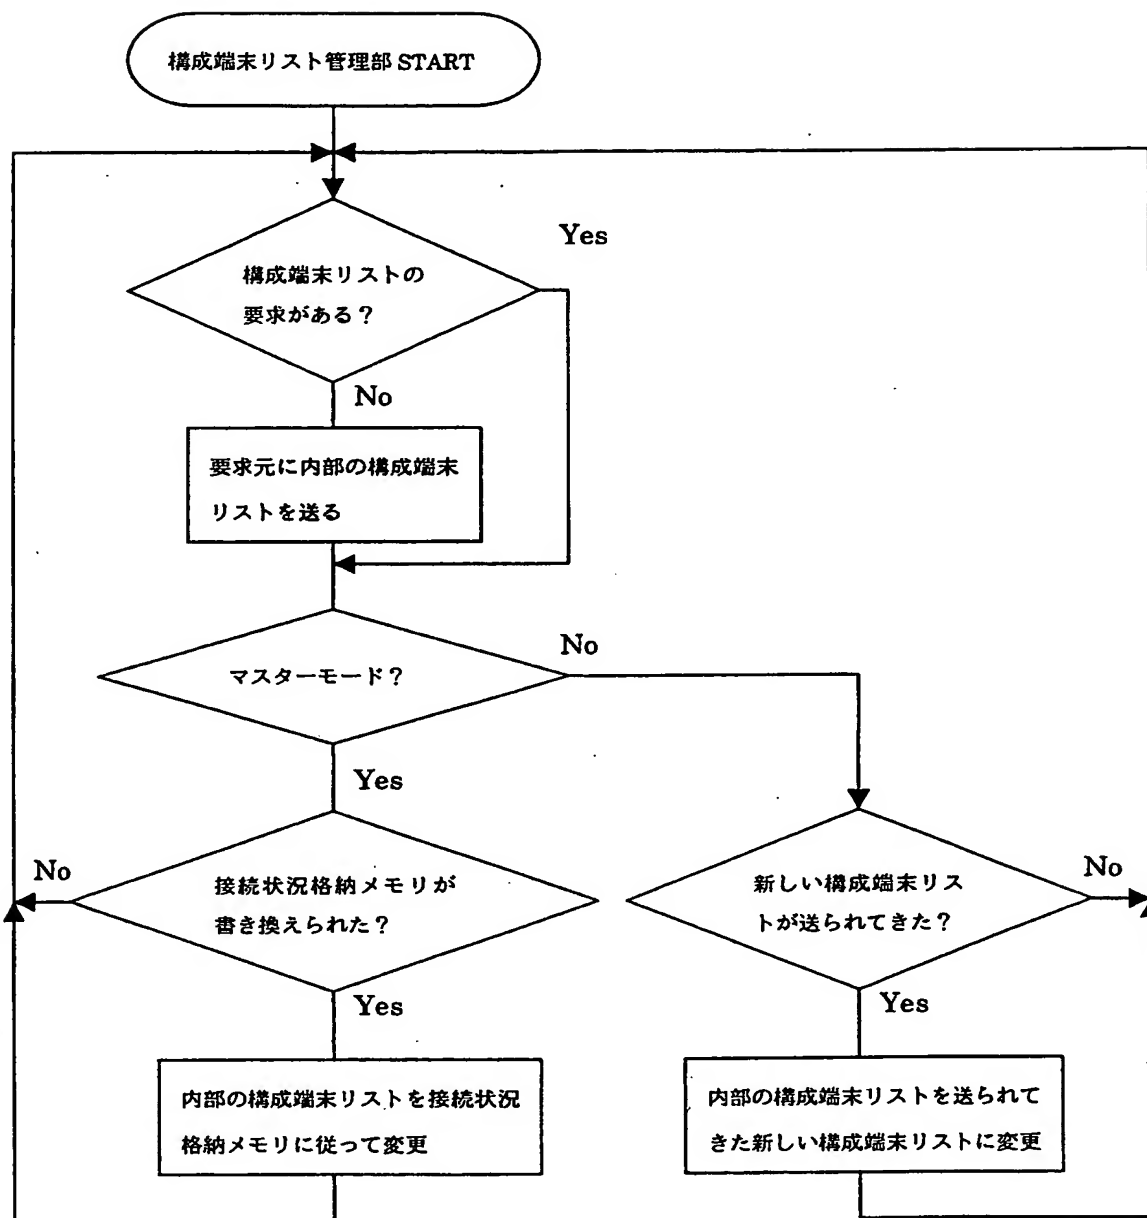 構成端末リスト管理部 START
Yes
構成端末リストの
要求がある？
No
要求元に内部の構成端末
リストを送る
No
マスターモード？
Yes
No
接続状況格納メモリが
書き換えられた？
新しい構成端末リス
トが送られてきた？
No
Yes
Yes
内部の構成端末リストを接続状況
格納メモリに従って変更
内部の構成端末リストを送られて
きた新しい構成端末リストに変更